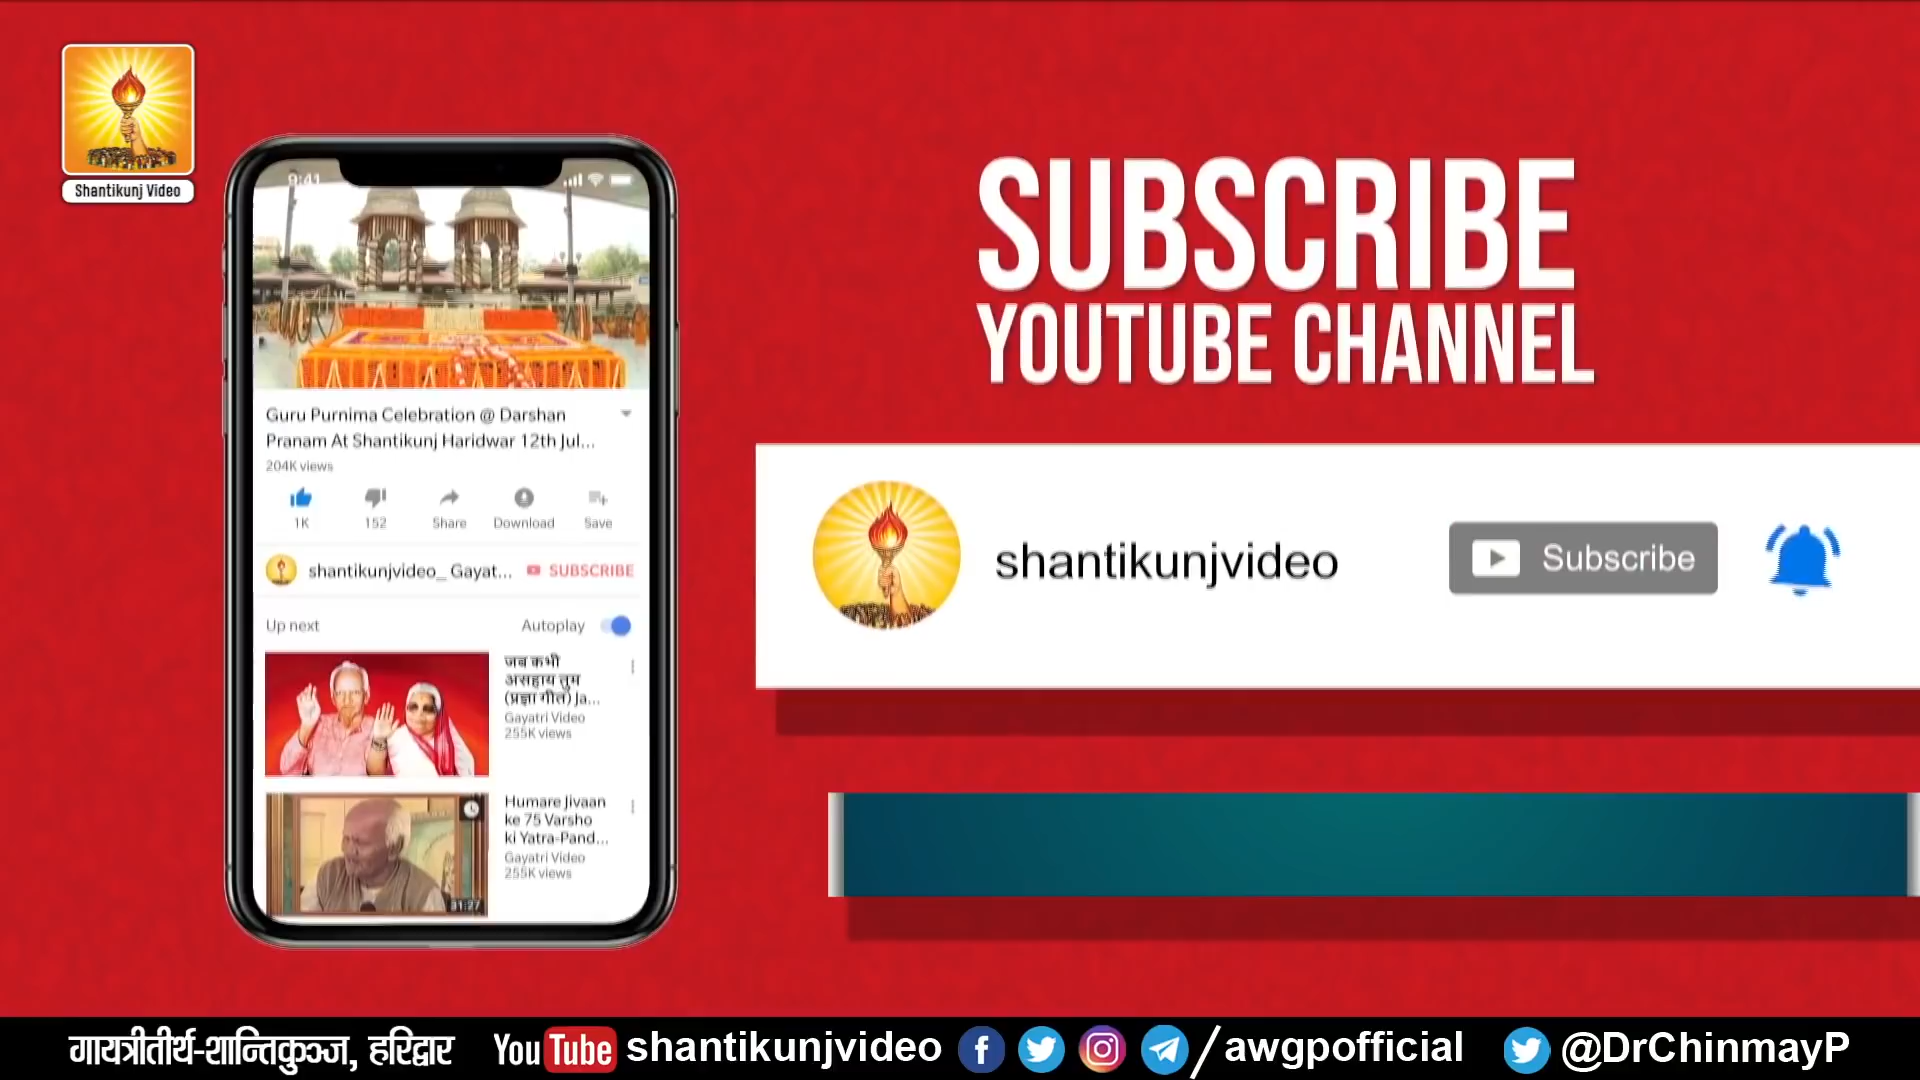 Shantikunj Video
9:41
Guru Purnima Celebration @ Darshan
Pranam At Shantikunj Haridwar 12th Jul...
204K views
1K
152
Share
Download
Save
shantikunjvideo_ Gayat...
SUBSCRIBE
Up next
Autoplay
जब कभी
असहाय तुम
(प्रज्ञा गीत) Ja...
Gayatri Video
255K views
Humare Jivaan
ke 75 Varsho
ki Yatra-Pand...
Gayatri Video
255K views
31:27
SUBSCRIBE
YOUTUBE CHANNEL
shantikunjvideo
Subscribe
गायत्रीतीर्थ-शान्तिकुञ्ज, हरिद्वार YouTube shantikunjvideo /awgpofficial @DrChinmayP